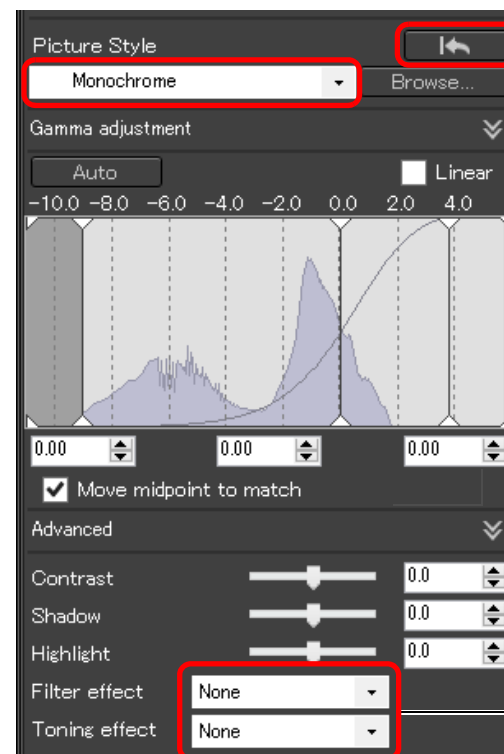 Picture Style
Monochrome Browse...
Gamma adjustment
Auto Linear
-10.0 -8.0 -6.0 -4.0 -2.0 0.0 2.0 4.0
0.00 0.00 0.00
Move midpoint to match
Advanced
Contrast 0.0
Shadow 0.0
Highlight 0.0
Filter effect None
Toning effect None